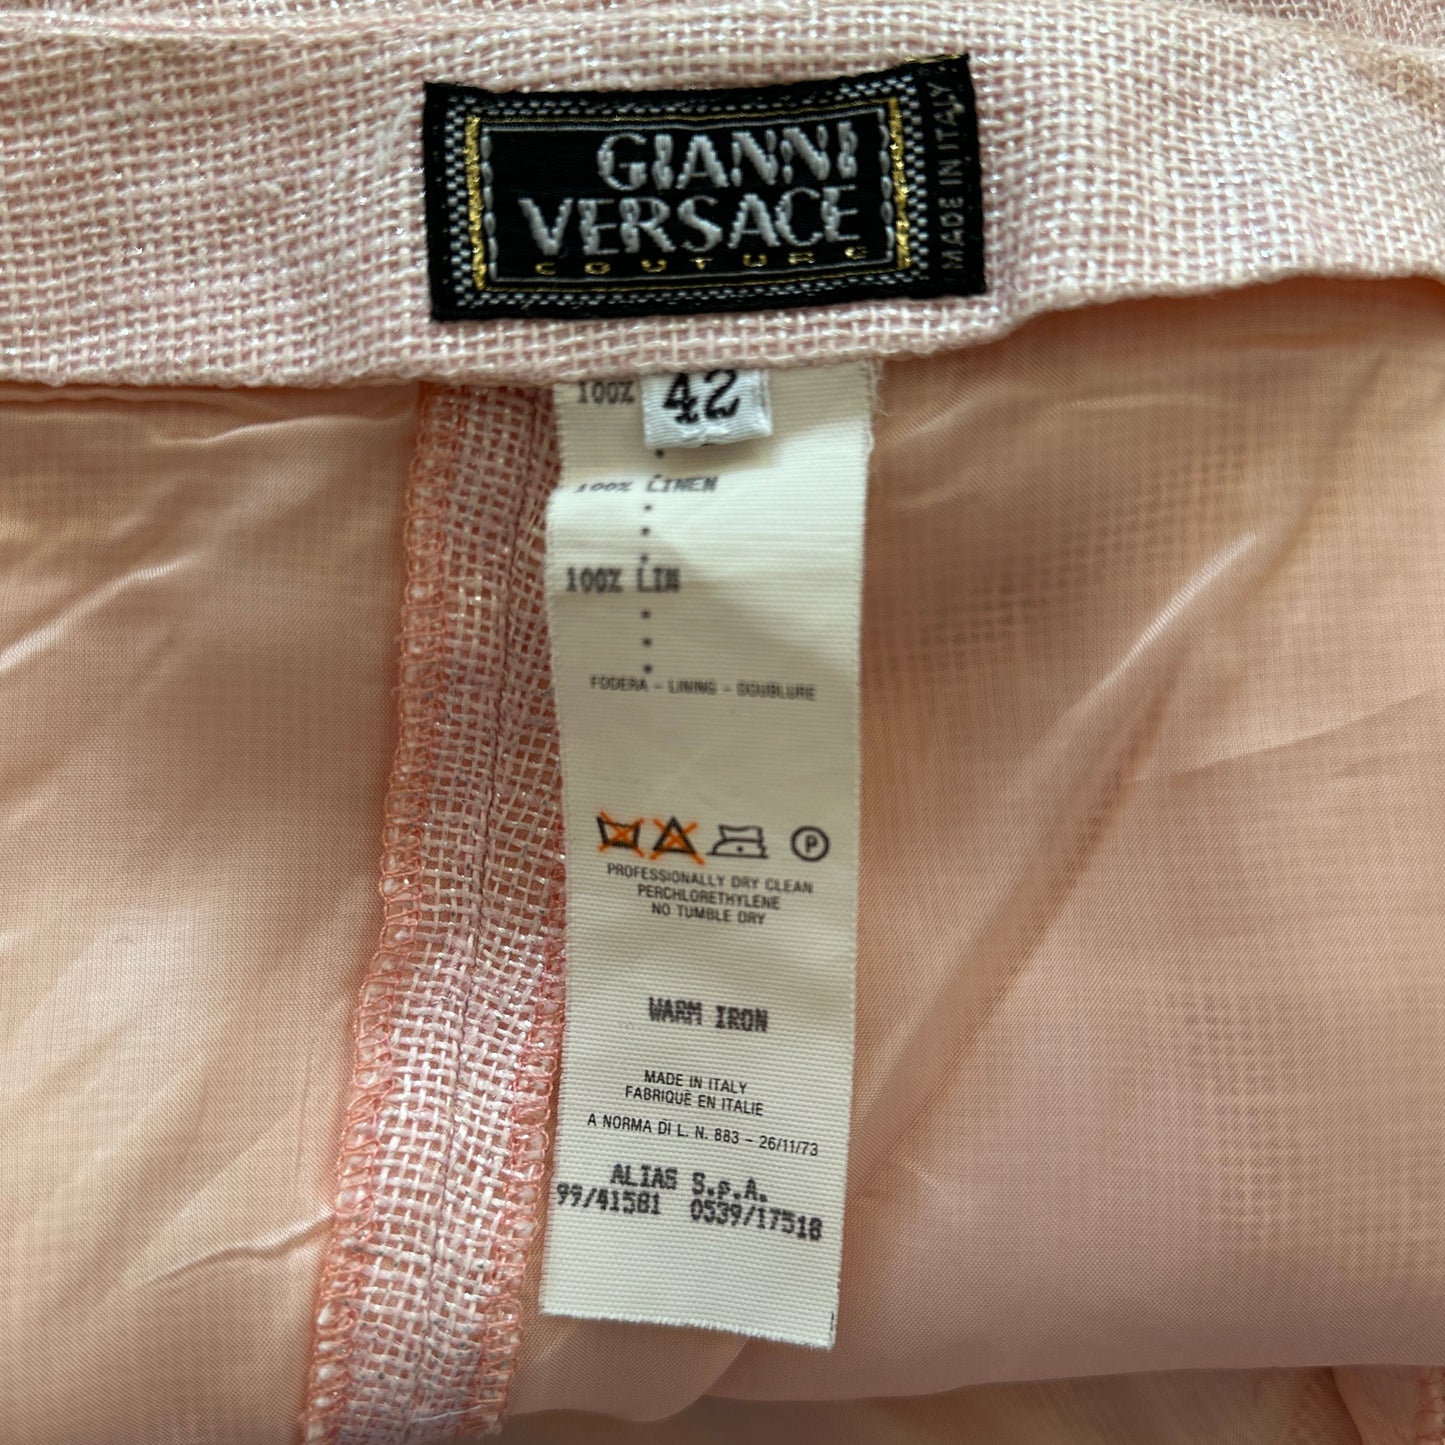 GIANNI
VERSACE
COUTURE
MADE IN ITALY
42
100%
100% LINEN
100% LIN
FODERA - LINING - DOUBLURE
P
PROFESSIONALLY DRY CLEAN
PERCHLORETHYLENE
NO TUMBLE DRY
WARM IRON
MADE IN ITALY
FABRIQUÈ EN ITALIE
A NORMA DI L. N. 883 - 26/11/73
ALIAS S.p.A.
99/41581 0539/17518